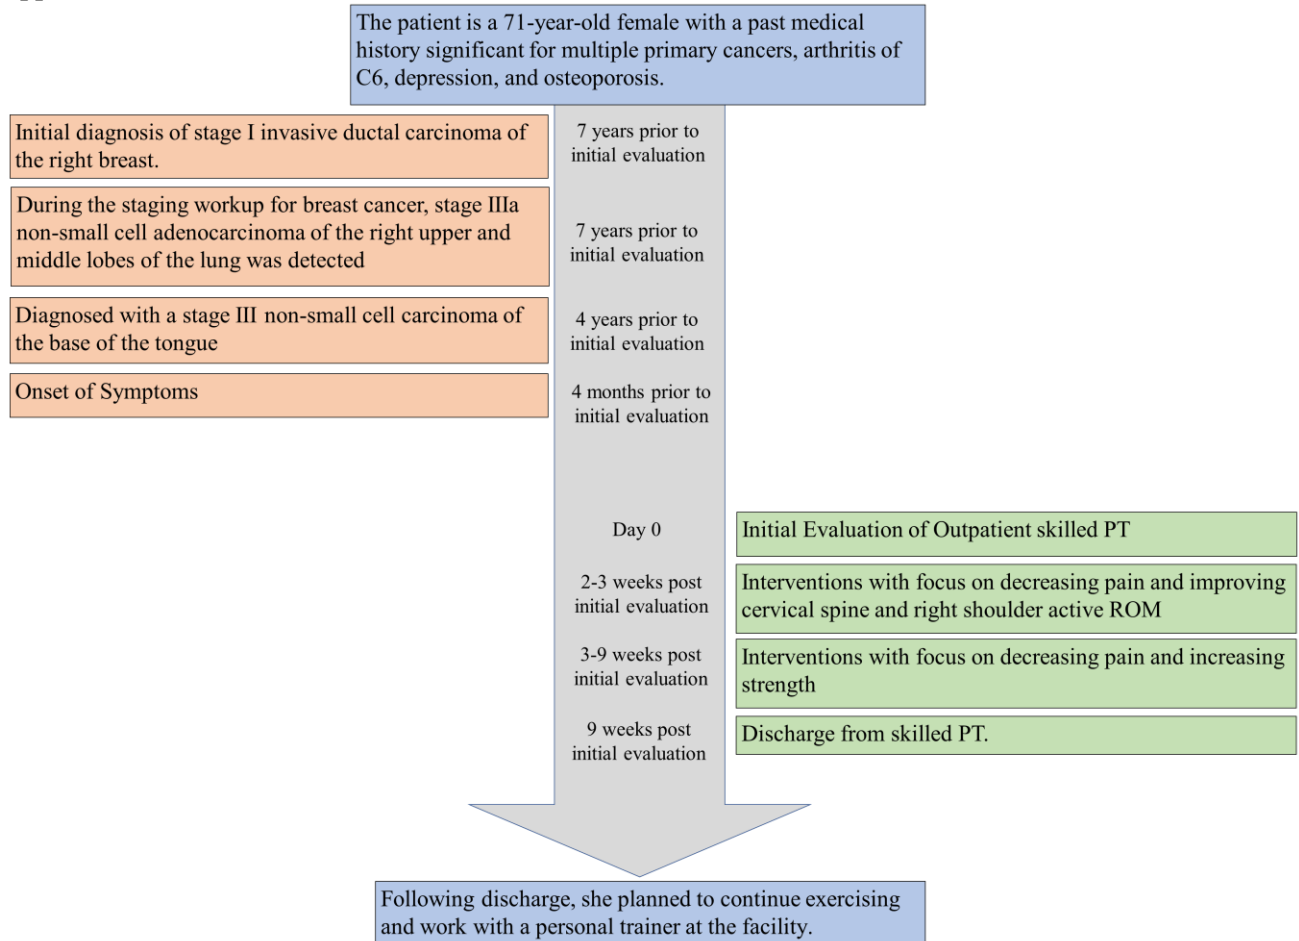 The patient is a 71-year-old female with a past medical
history significant for multiple primary cancers, arthritis of
C6, depression, and osteoporosis.
Initial diagnosis of stage I invasive ductal carcinoma of
the right breast.
7 years prior to
initial evaluation
During the staging workup for breast cancer, stage IIIa
non-small cell adenocarcinoma of the right upper and
middle lobes of the lung was detected
7 years prior to
initial evaluation
Diagnosed with a stage III non-small cell carcinoma of
the base of the tongue
4 years prior to
initial evaluation
Onset of Symptoms
4 months prior to
initial evaluation
Day 0
Initial Evaluation of Outpatient skilled PT
2-3 weeks post
initial evaluation
Interventions with focus on decreasing pain and improving
cervical spine and right shoulder active ROM
3-9 weeks post
initial evaluation
Interventions with focus on decreasing pain and increasing
strength
9 weeks post
initial evaluation
Discharge from skilled PT.
Following discharge, she planned to continue exercising
and work with a personal trainer at the facility.